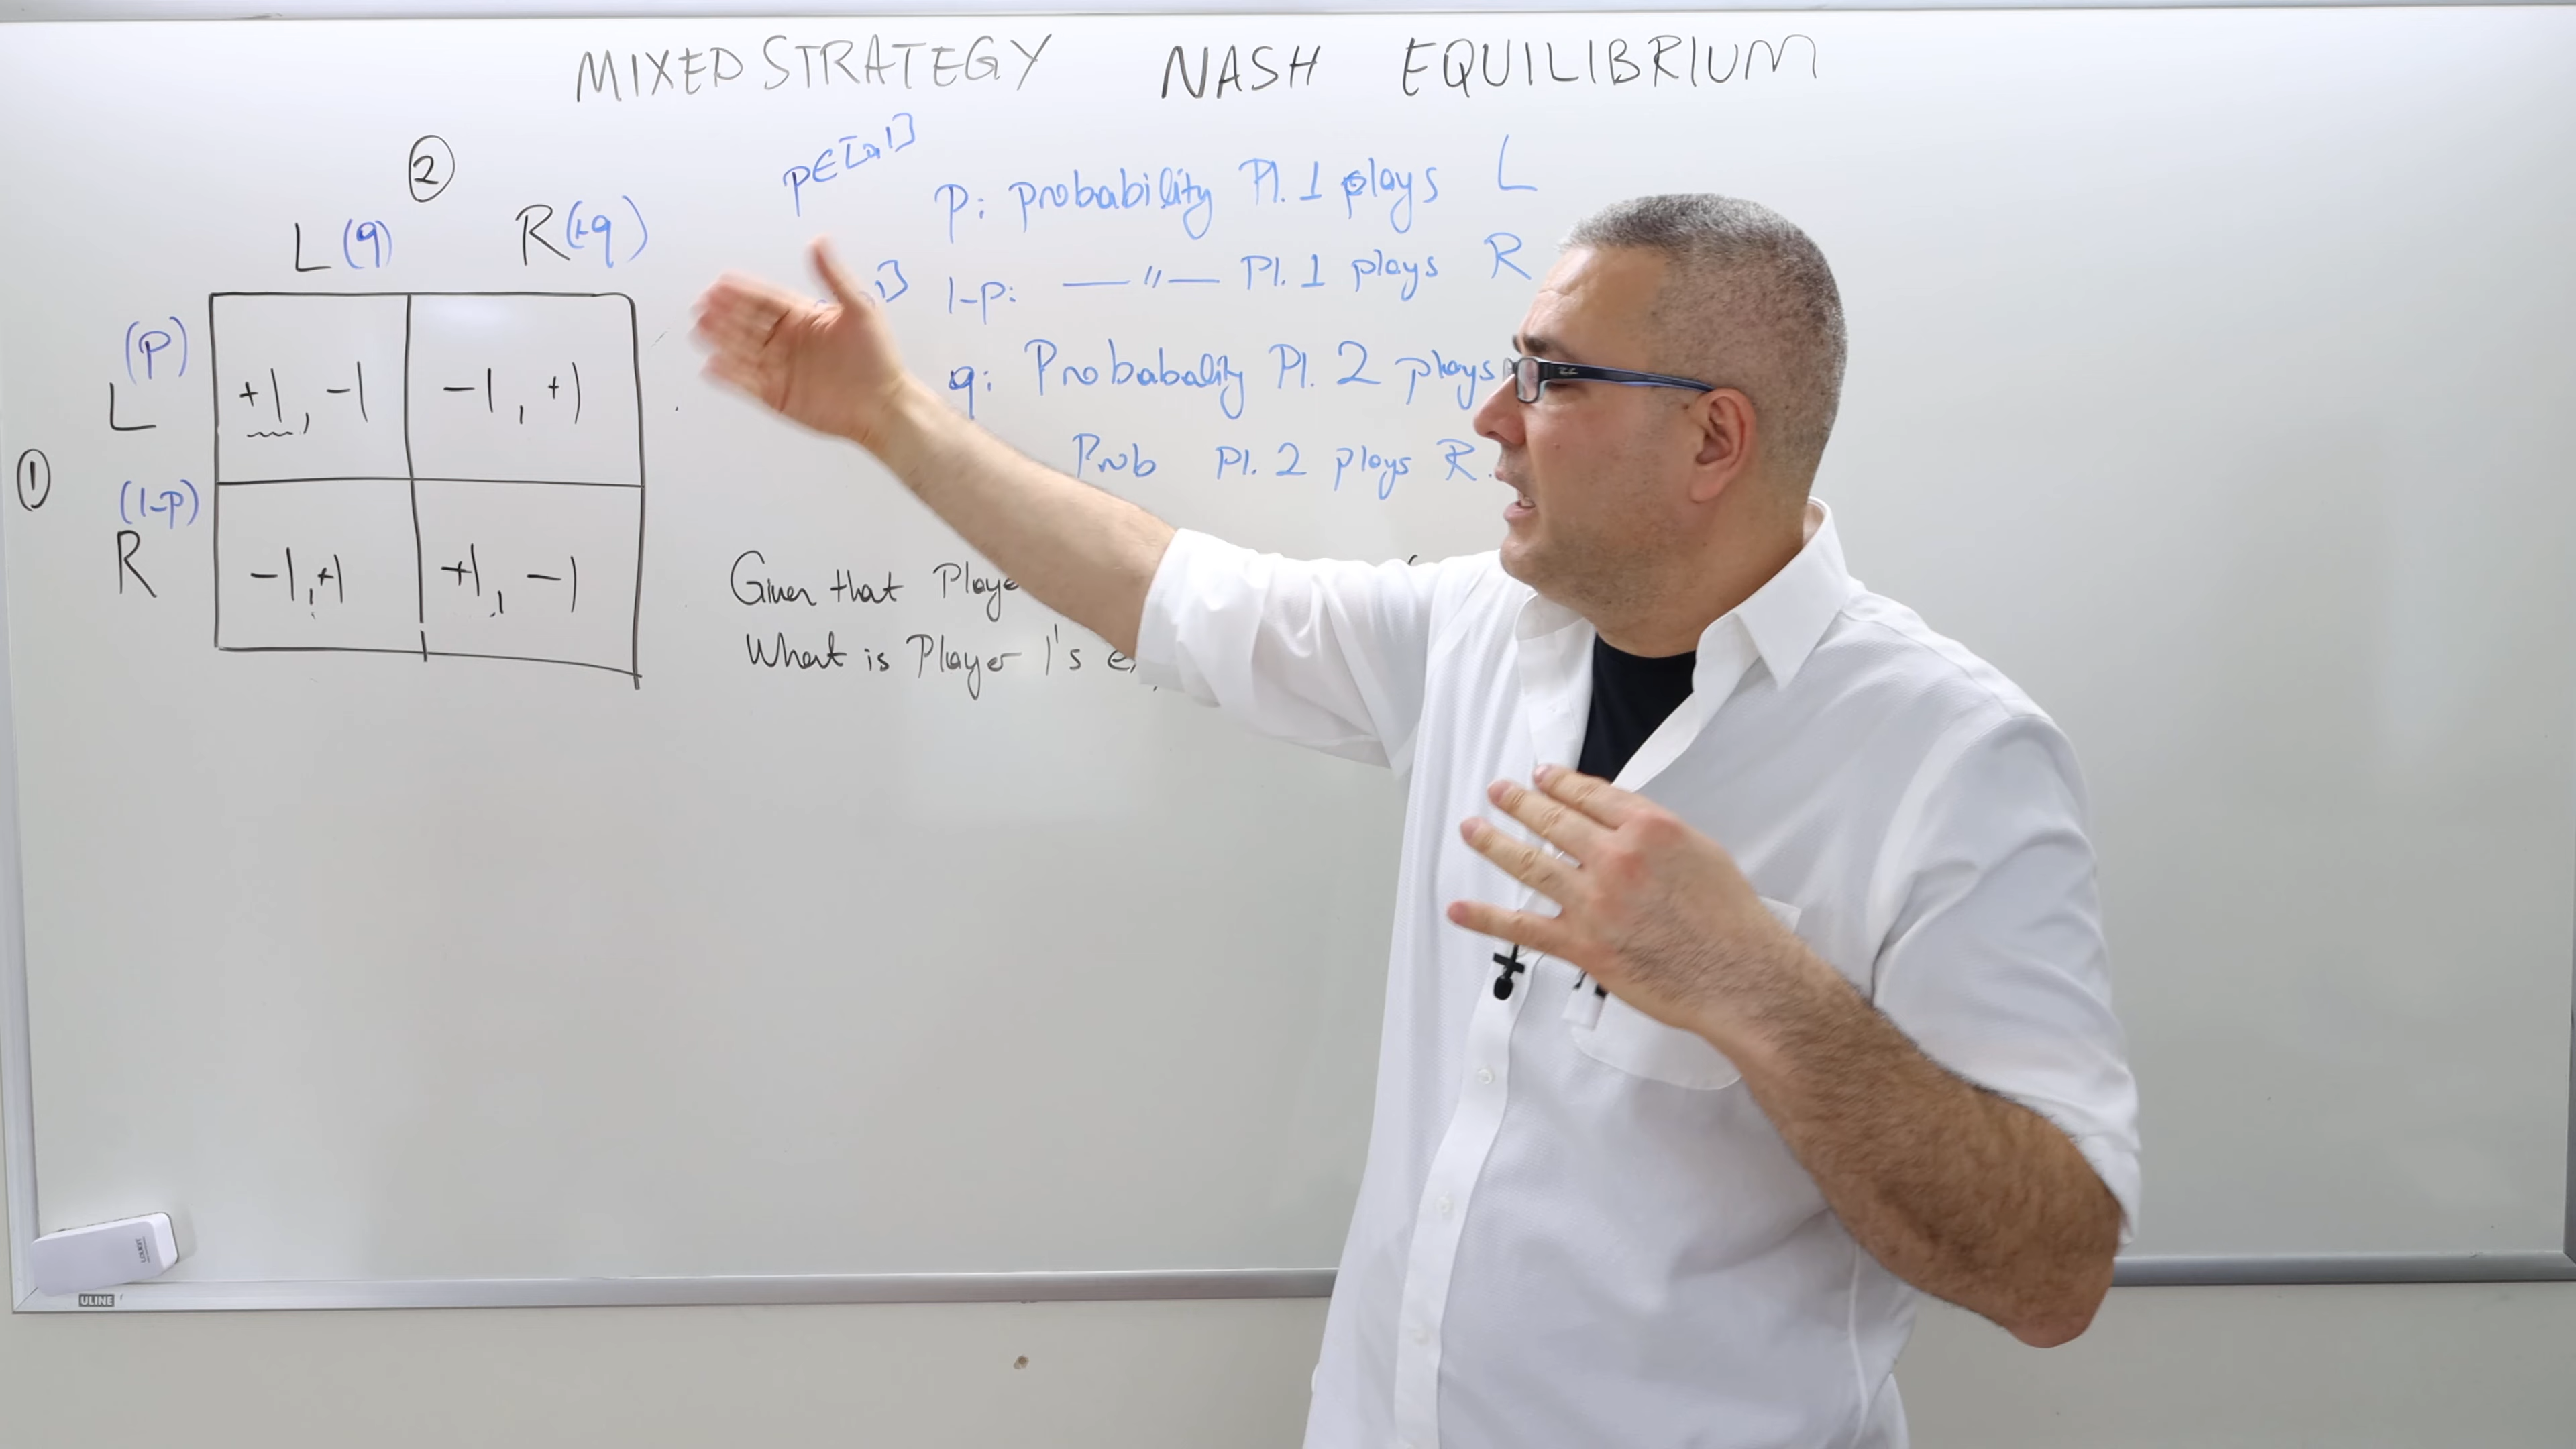 MIXED STRATEGY NASH EQUILIBRIUM
②
L (q) R (1-q)
(p)
L
+1, -1
-1, +1
①
(1-p)
R
-1, +1
+1, -1
p∈[0,1]
p: probability Pl. 1 plays L
1-p: —"— Pl. 1 plays R
q: Probabality Pl. 2 plays
Prob Pl. 2 plays R.
Given that
What is Player 1's
ULINE